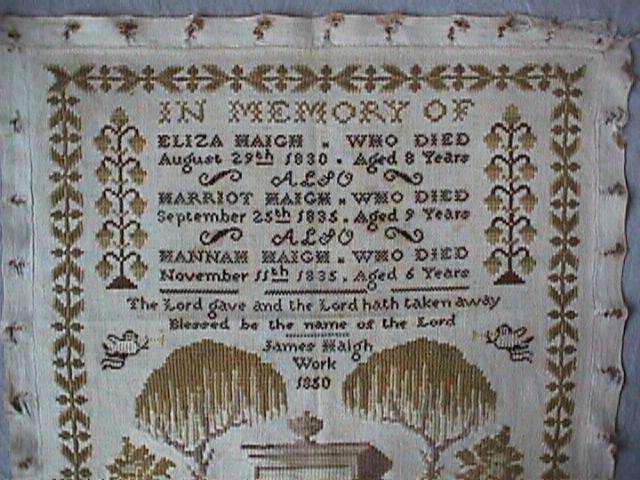 IN MEMORY OF
ELIZA HAIGH . WHO DIED
August 29th 1830 . Aged 8 Years
ALSO
HARRIOT HAIGH . WHO DIED
September 25th 1835 . Aged 9 Years
ALSO
HANNAH HAIGH . WHO DIED
November 11th 1835 . Aged 6 Years
The Lord gave and the Lord hath taken away
Blessed be the name of the Lord
James Haigh
Work
1850